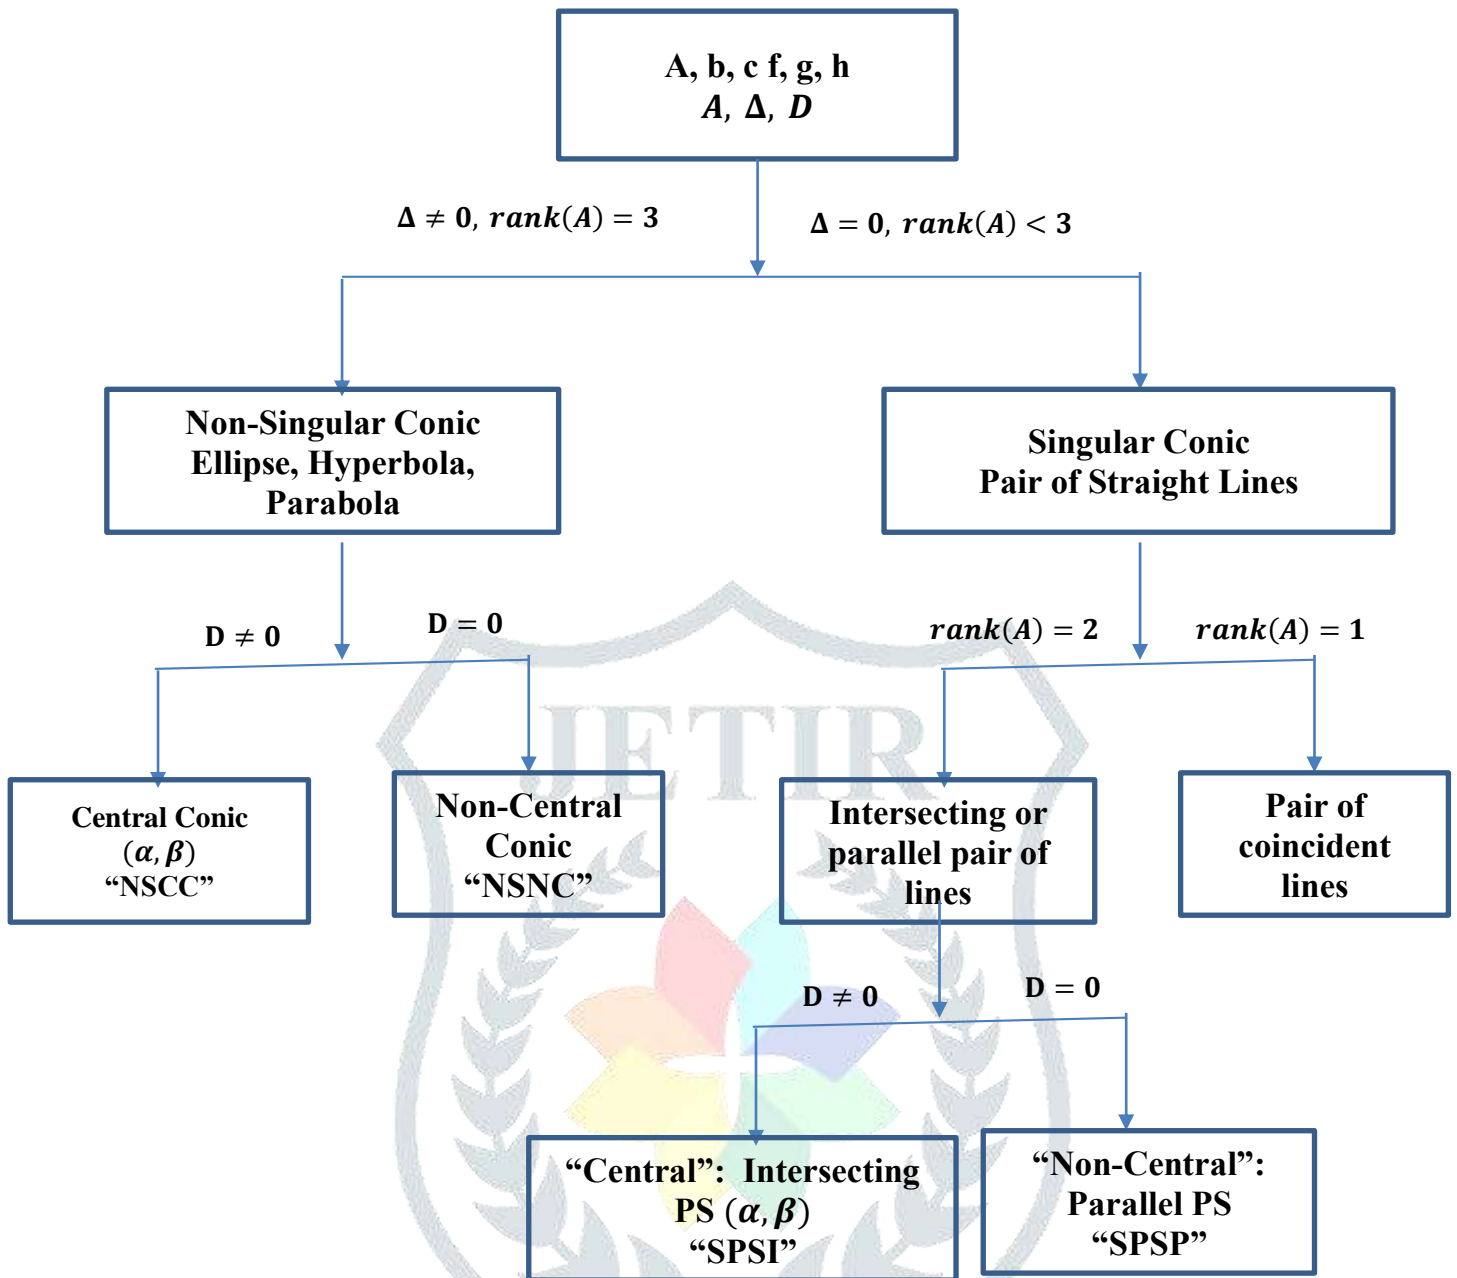 A, b, c f, g, h
A, Δ, D
Δ ≠ 0, rank(A) = 3
Δ = 0, rank(A) < 3
Non-Singular Conic
Ellipse, Hyperbola,
Parabola
Singular Conic
Pair of Straight Lines
D ≠ 0
D = 0
rank(A) = 2
rank(A) = 1
JETIR
Central Conic
(α, β)
“NSCC”
Non-Central
Conic
“NSNC”
Intersecting or
parallel pair of
lines
Pair of
coincident
lines
D ≠ 0
D = 0
“Central”: Intersecting
PS (α, β)
“SPSI”
“Non-Central”:
Parallel PS
“SPSP”